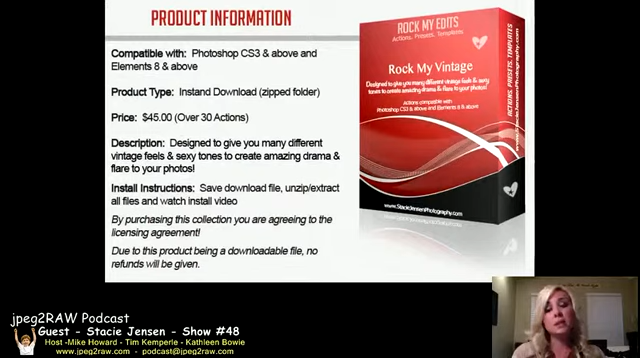 PRODUCT INFORMATION
Compatible with: Photoshop CS3 & above and
Elements 8 & above
Product Type: Instand Download (zipped folder)
Price: $45.00 (Over 30 Actions)
Description: Designed to give you many different
vintage feels & sexy tones to create amazing drama &
flare to your photos!
Install Instructions: Save download file, unzip/extract
all files and watch install video
By purchasing this collection you are agreeing to the
licensing agreement!
Due to this product being a downloadable file, no
refunds will be given.
ROCK MY EDITS
Actions, Presets, Templates
Rock My Vintage
Designed to give you many different vintage feels & sexy
tones to create amazing drama & flare to your photos!
Actions compatible with
Photoshop CS3 & above and Elements 8 & above
www.StacieJensenPhotography.com
ACTIONS, PRESETS, TEMPLATES
www.StacieJensenPhotography.com
jpeg2RAW Podcast
Guest - Stacie Jensen - Show #48
Host -Mike Howard - Tim Kemperle - Kathleen Bowie
www.jpeg2raw.com - podcast@jpeg2raw.com